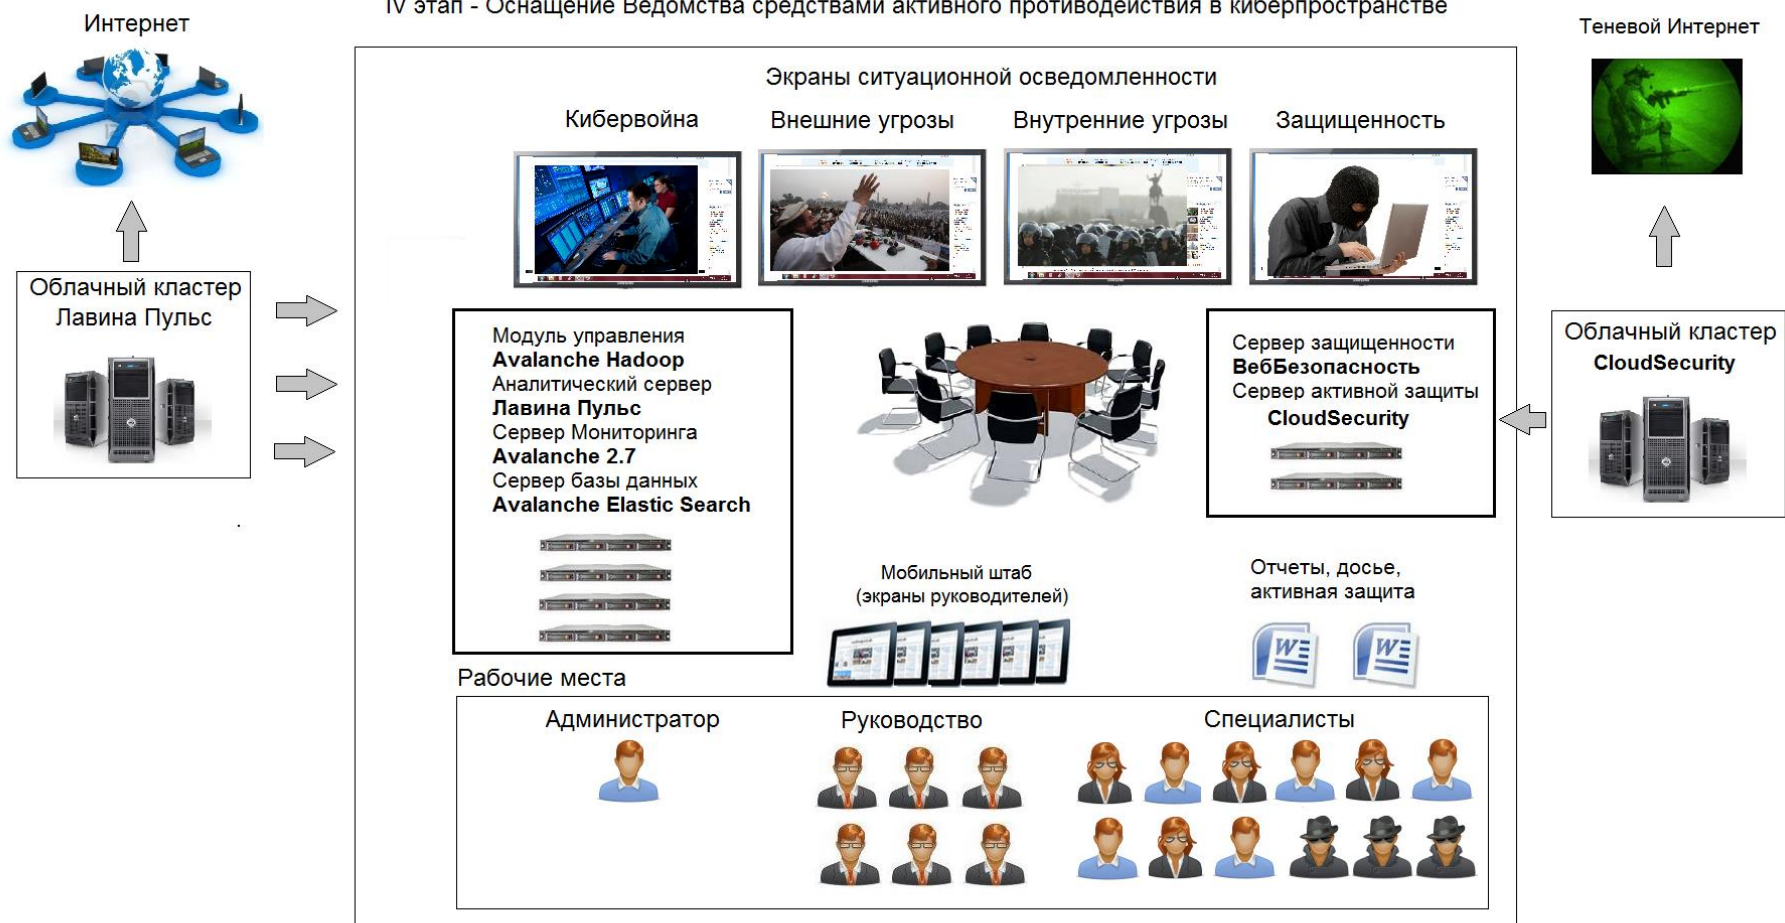 IV этап - Оснащение Ведомства средствами активного противодействия в киберпространстве
Интернет
Теневой Интернет
Экраны ситуационной осведомленности
Кибервойна
Внешние угрозы
Внутренние угрозы
Защищенность
Облачный кластер
Лавина Пульс
Модуль управления
Avalanche Hadoop
Аналитический сервер
Лавина Пульс
Сервер Мониторинга
Avalanche 2.7
Сервер базы данных
Avalanche Elastic Search
Сервер защищенности
ВебБезопасность
Сервер активной защиты
CloudSecurity
Облачный кластер
CloudSecurity
Мобильный штаб
(экраны руководителей)
Отчеты, досье,
активная защита
Рабочие места
Администратор
Руководство
Специалисты